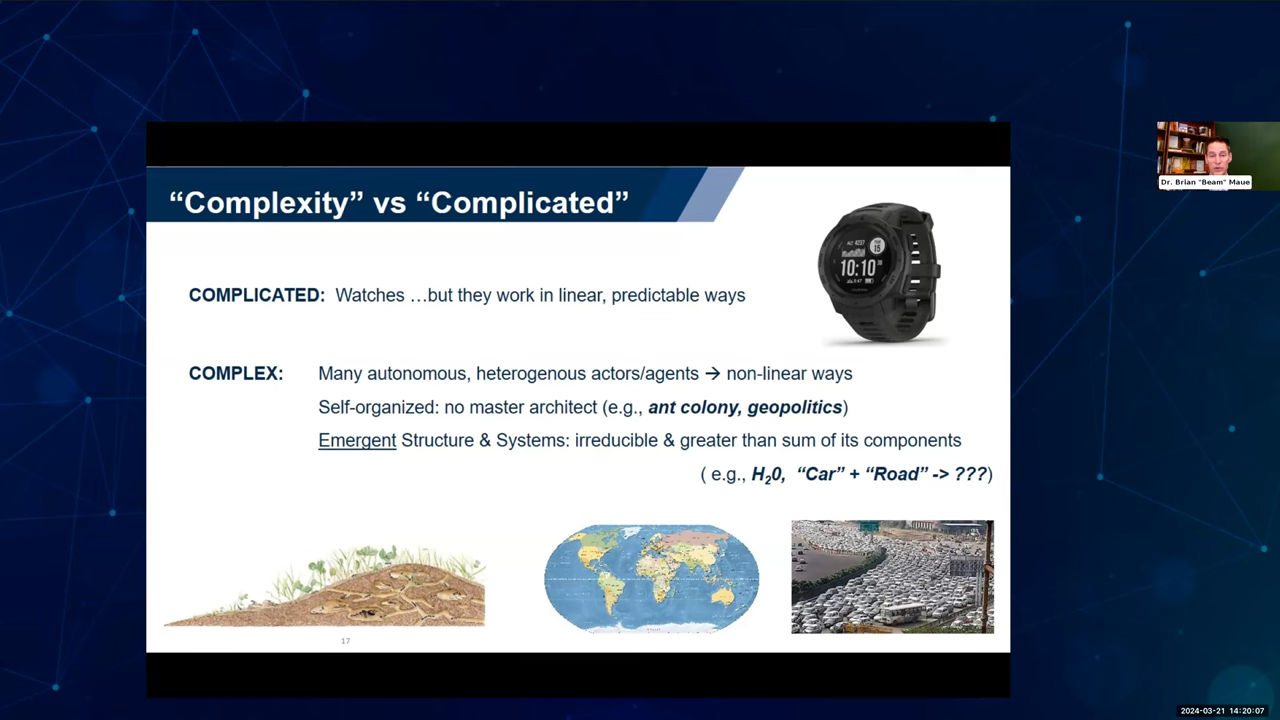 “Complexity” vs “Complicated”
COMPLICATED: Watches …but they work in linear, predictable ways
10:10
COMPLEX: Many autonomous, heterogenous actors/agents → non-linear ways
Self-organized: no master architect (e.g., ant colony, geopolitics)
Emergent Structure & Systems: irreducible & greater than sum of its components
( e.g., H₂0, “Car” + “Road” -> ???)
17
Dr. Brian "Beam" Maue
2024-03-21 14:20:07